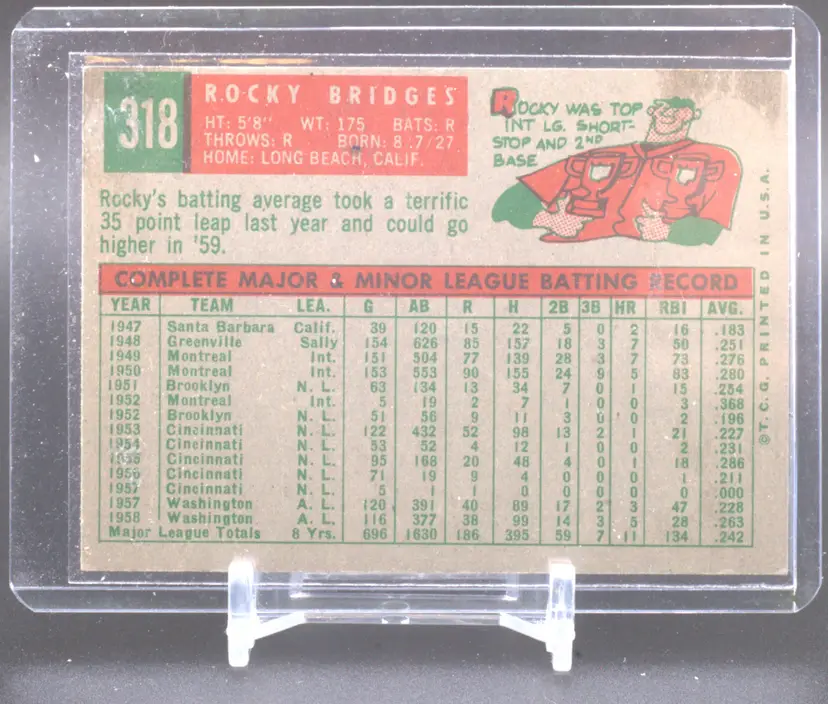 318
ROCKY BRIDGES
HT: 5'8" WT: 175 BATS: R
THROWS: R BORN: 8.7/27
HOME: LONG BEACH, CALIF.
Rocky's batting average took a terrific
35 point leap last year and could go
higher in '59.
ROCKY WAS TOP
INT LG. SHORT-
STOP AND 2ND
BASE
COMPLETE MAJOR & MINOR LEAGUE BATTING RECORD
YEAR TEAM LEA. G AB R H 2B 3B HR RBI AVG.
1947 Santa Barbara Calif. 39 120 15 22 5 0 2 16 .183
1948 Greenville Sally 154 626 85 157 18 3 7 50 .251
1949 Montreal Int. 151 504 77 139 28 3 7 73 .276
1950 Montreal Int. 153 553 90 155 24 9 5 83 .280
1951 Brooklyn N. L. 63 134 13 34 7 0 1 15 .254
1952 Montreal Int. 5 19 2 7 1 0 0 3 .368
1952 Brooklyn N. L. 51 56 9 11 3 0 0 2 .196
1953 Cincinnati N. L. 122 432 52 98 13 2 1 21 .227
1954 Cincinnati N. L. 53 52 4 12 1 0 0 2 .231
1955 Cincinnati N. L. 95 168 20 48 4 0 1 18 .286
1956 Cincinnati N. L. 71 19 9 4 0 0 0 1 .211
1957 Cincinnati N. L. 5 1 1 0 0 0 0 0 .000
1957 Washington A. L. 120 391 40 89 17 2 3 47 .228
1958 Washington A. L. 116 377 38 99 14 3 5 28 .263
Major League Totals 8 Yrs. 696 1630 186 395 59 7 11 134 .242
©T.C.G. PRINTED IN U.S.A.